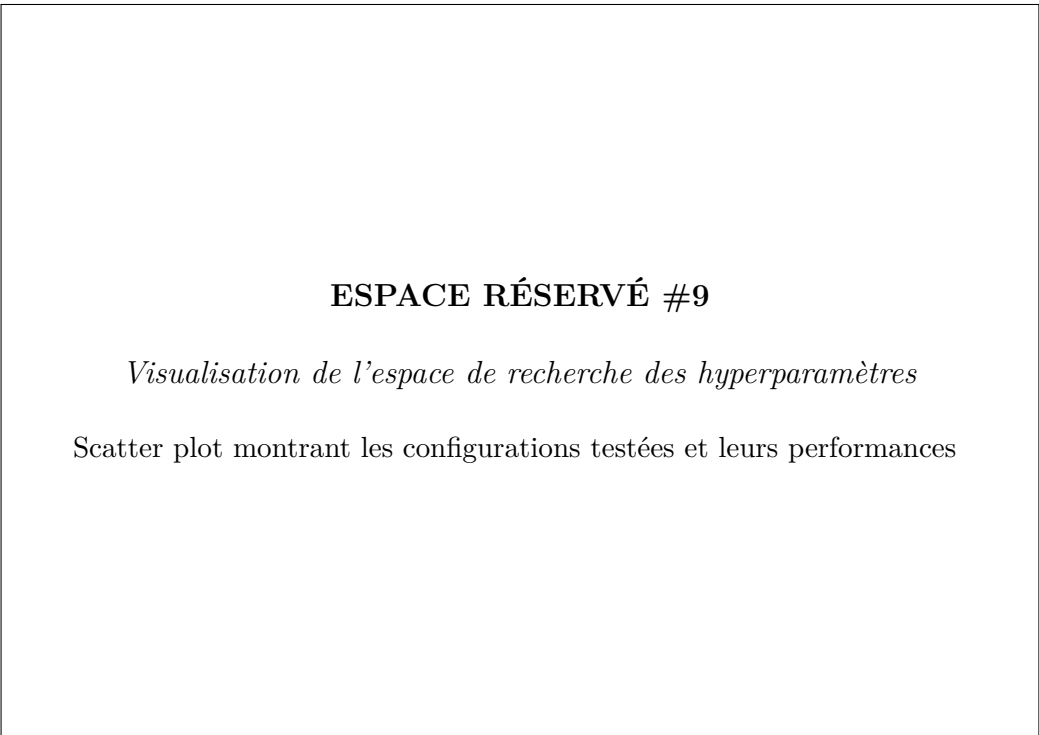 ESPACE RÉSERVÉ #9
Visualisation de l'espace de recherche des hyperparamètres
Scatter plot montrant les configurations testées et leurs performances